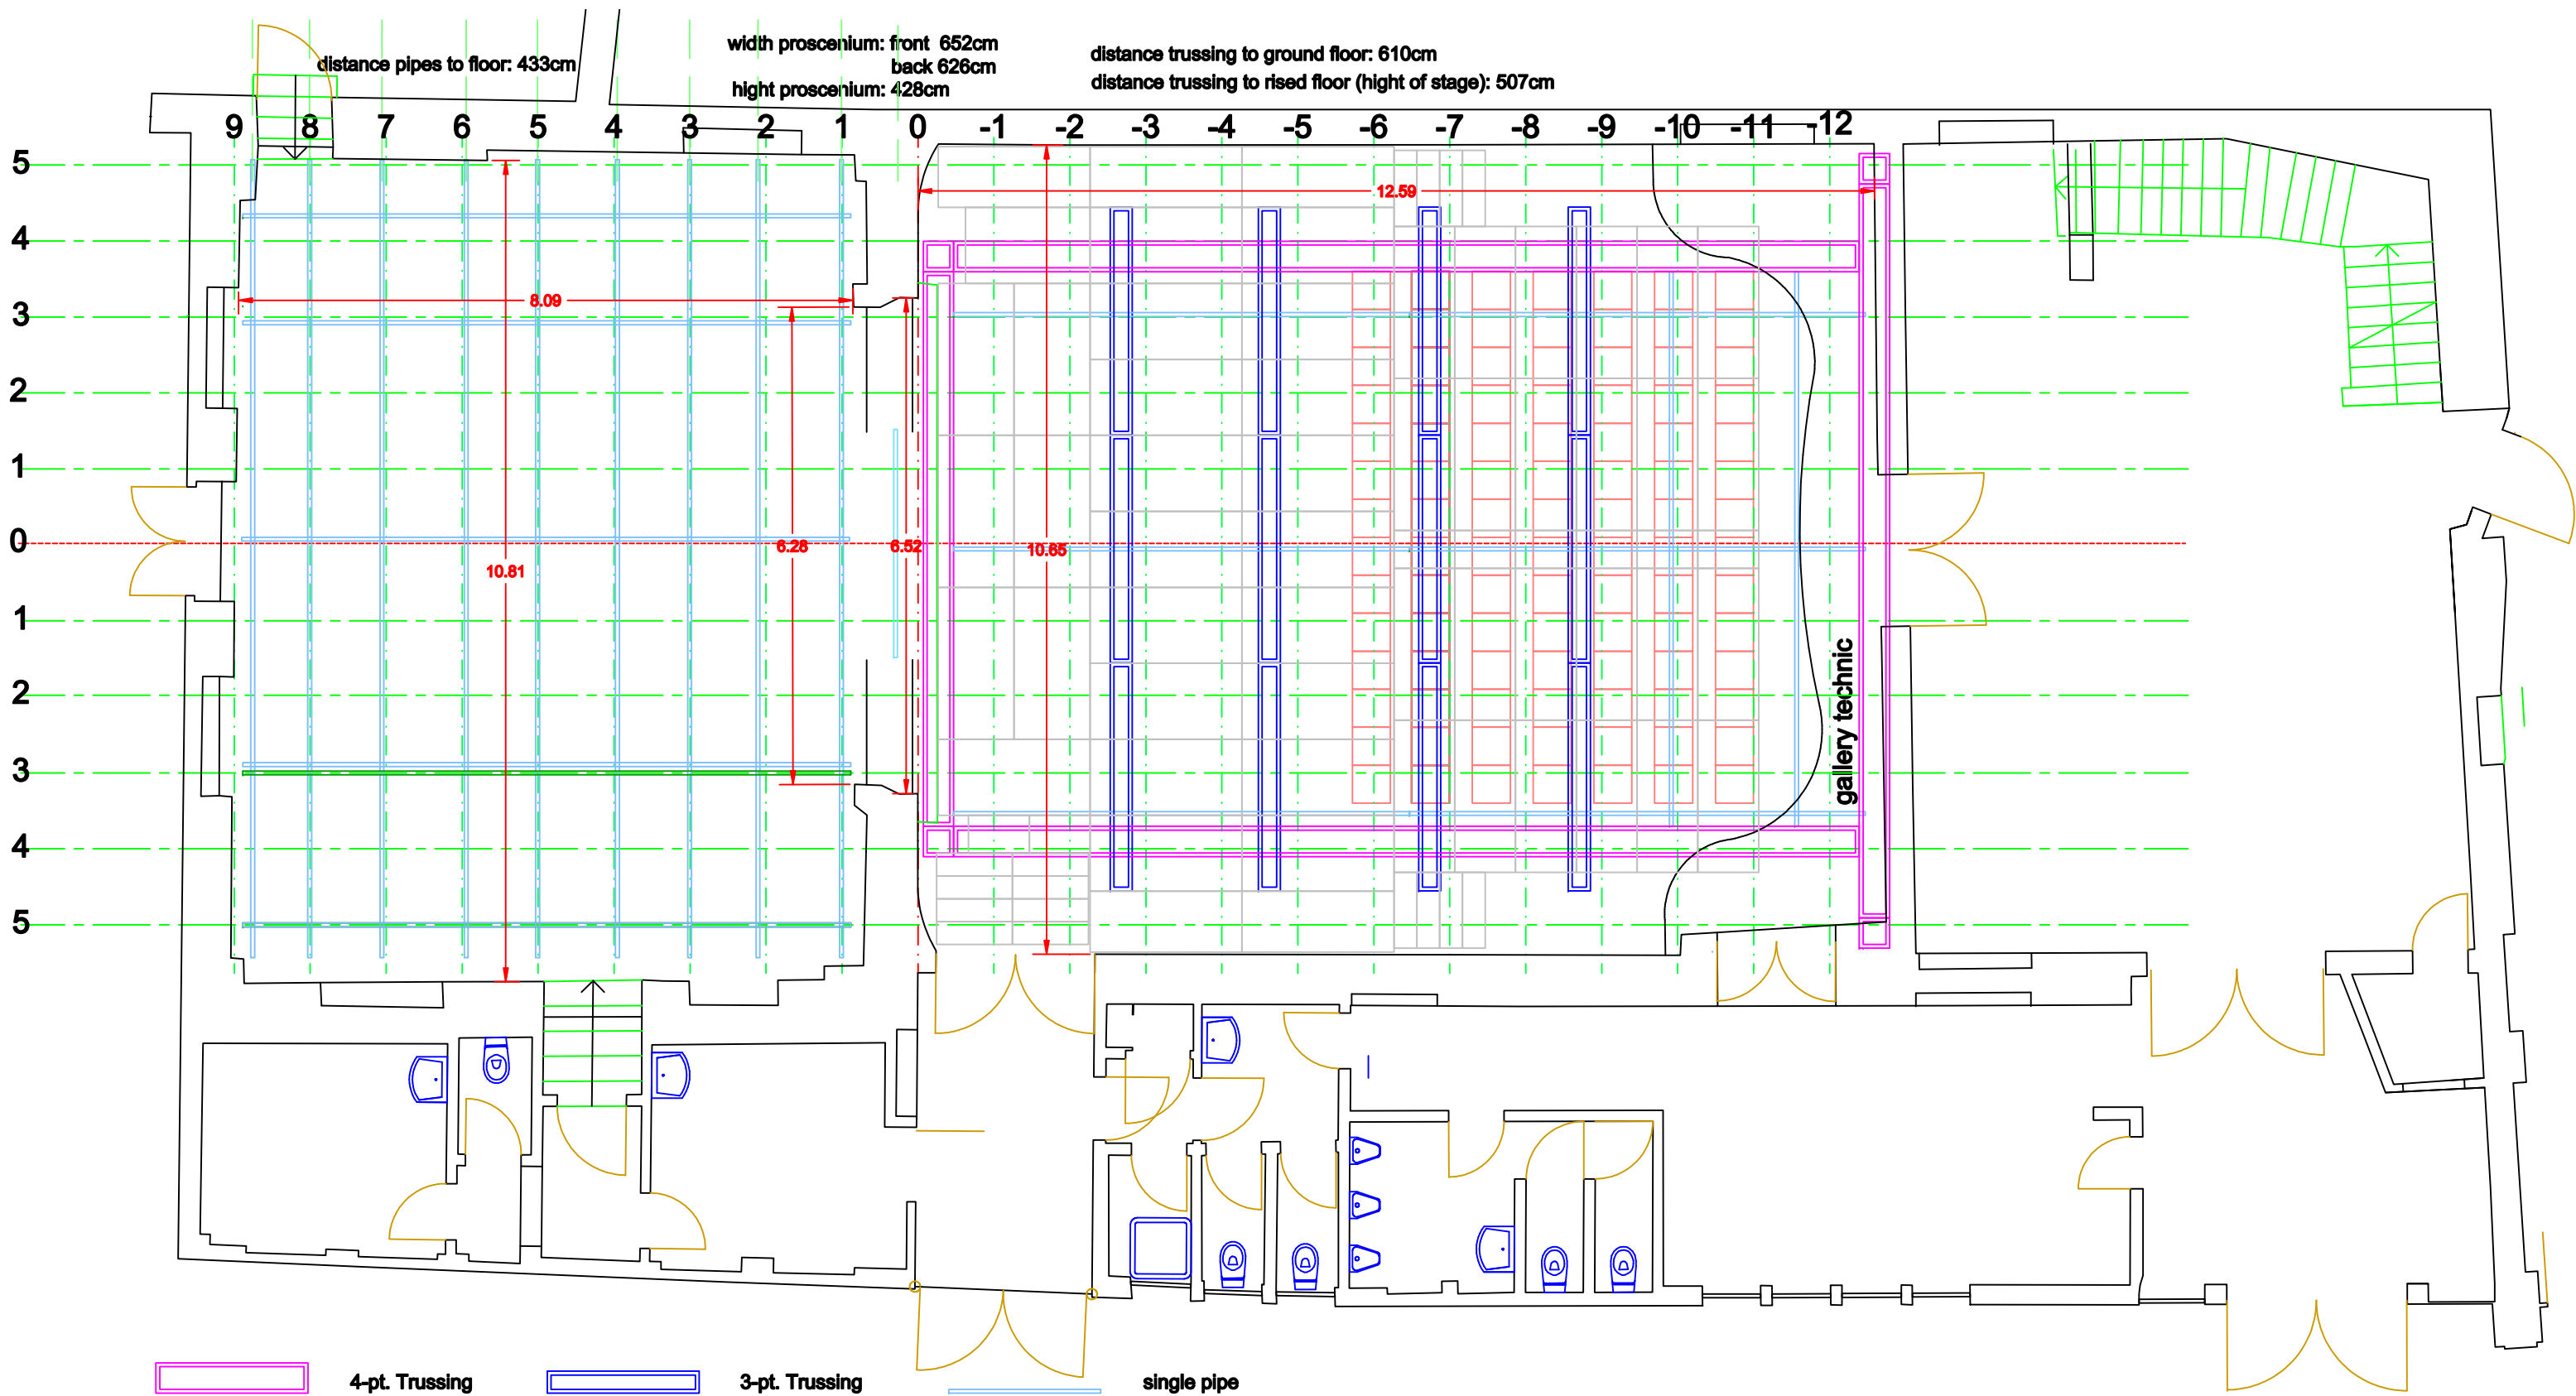 width proscenium: front 652cm
distance trussing to ground floor: 610cm
distance pipes to floor: 433cm
back 626cm
distance trussing to rised floor (hight of stage): 507cm
hight proscenium: 428cm
9 8 7 6 5 4 3 2 1 0 -1 -2 -3 -4 -5 -6 -7 -8 -9 -10 -11 -12
5
12.59
4
3
8.09
2
1
0
6.28
6.52
10.65
10.81
1
2
gallery technic
3
4
5
4-pt. Trussing
3-pt. Trussing
single pipe